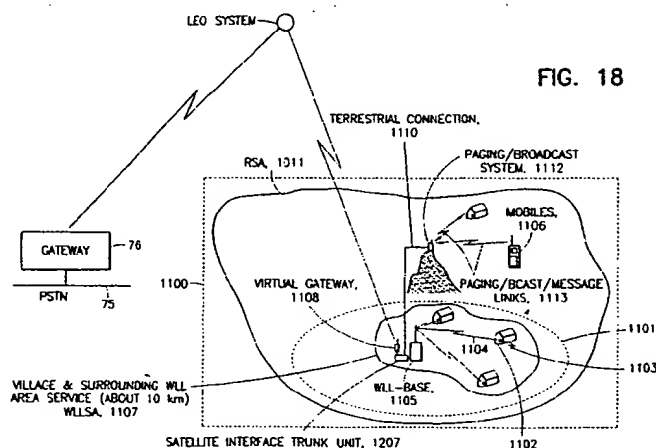 LEO SYSTEM
FIG. 18
TERRESTRIAL CONNECTION,
1110
PAGING/BROADCAST
SYSTEM, 1112
RSA, 1011
MOBILES,
1106
GATEWAY
76
PSTN
75
1100
VIRTUAL GATEWAY,
1108
PAGING/BCAST/MESSAGE
LINKS, 1113
1101
1104
1103
WLL-BASE,
1105
VILLAGE & SURROUNDING WLL
AREA SERVICE (ABOUT 10 km)
WLLSA, 1107
SATELLITE INTERFACE TRUNK UNIT, 1207
1102